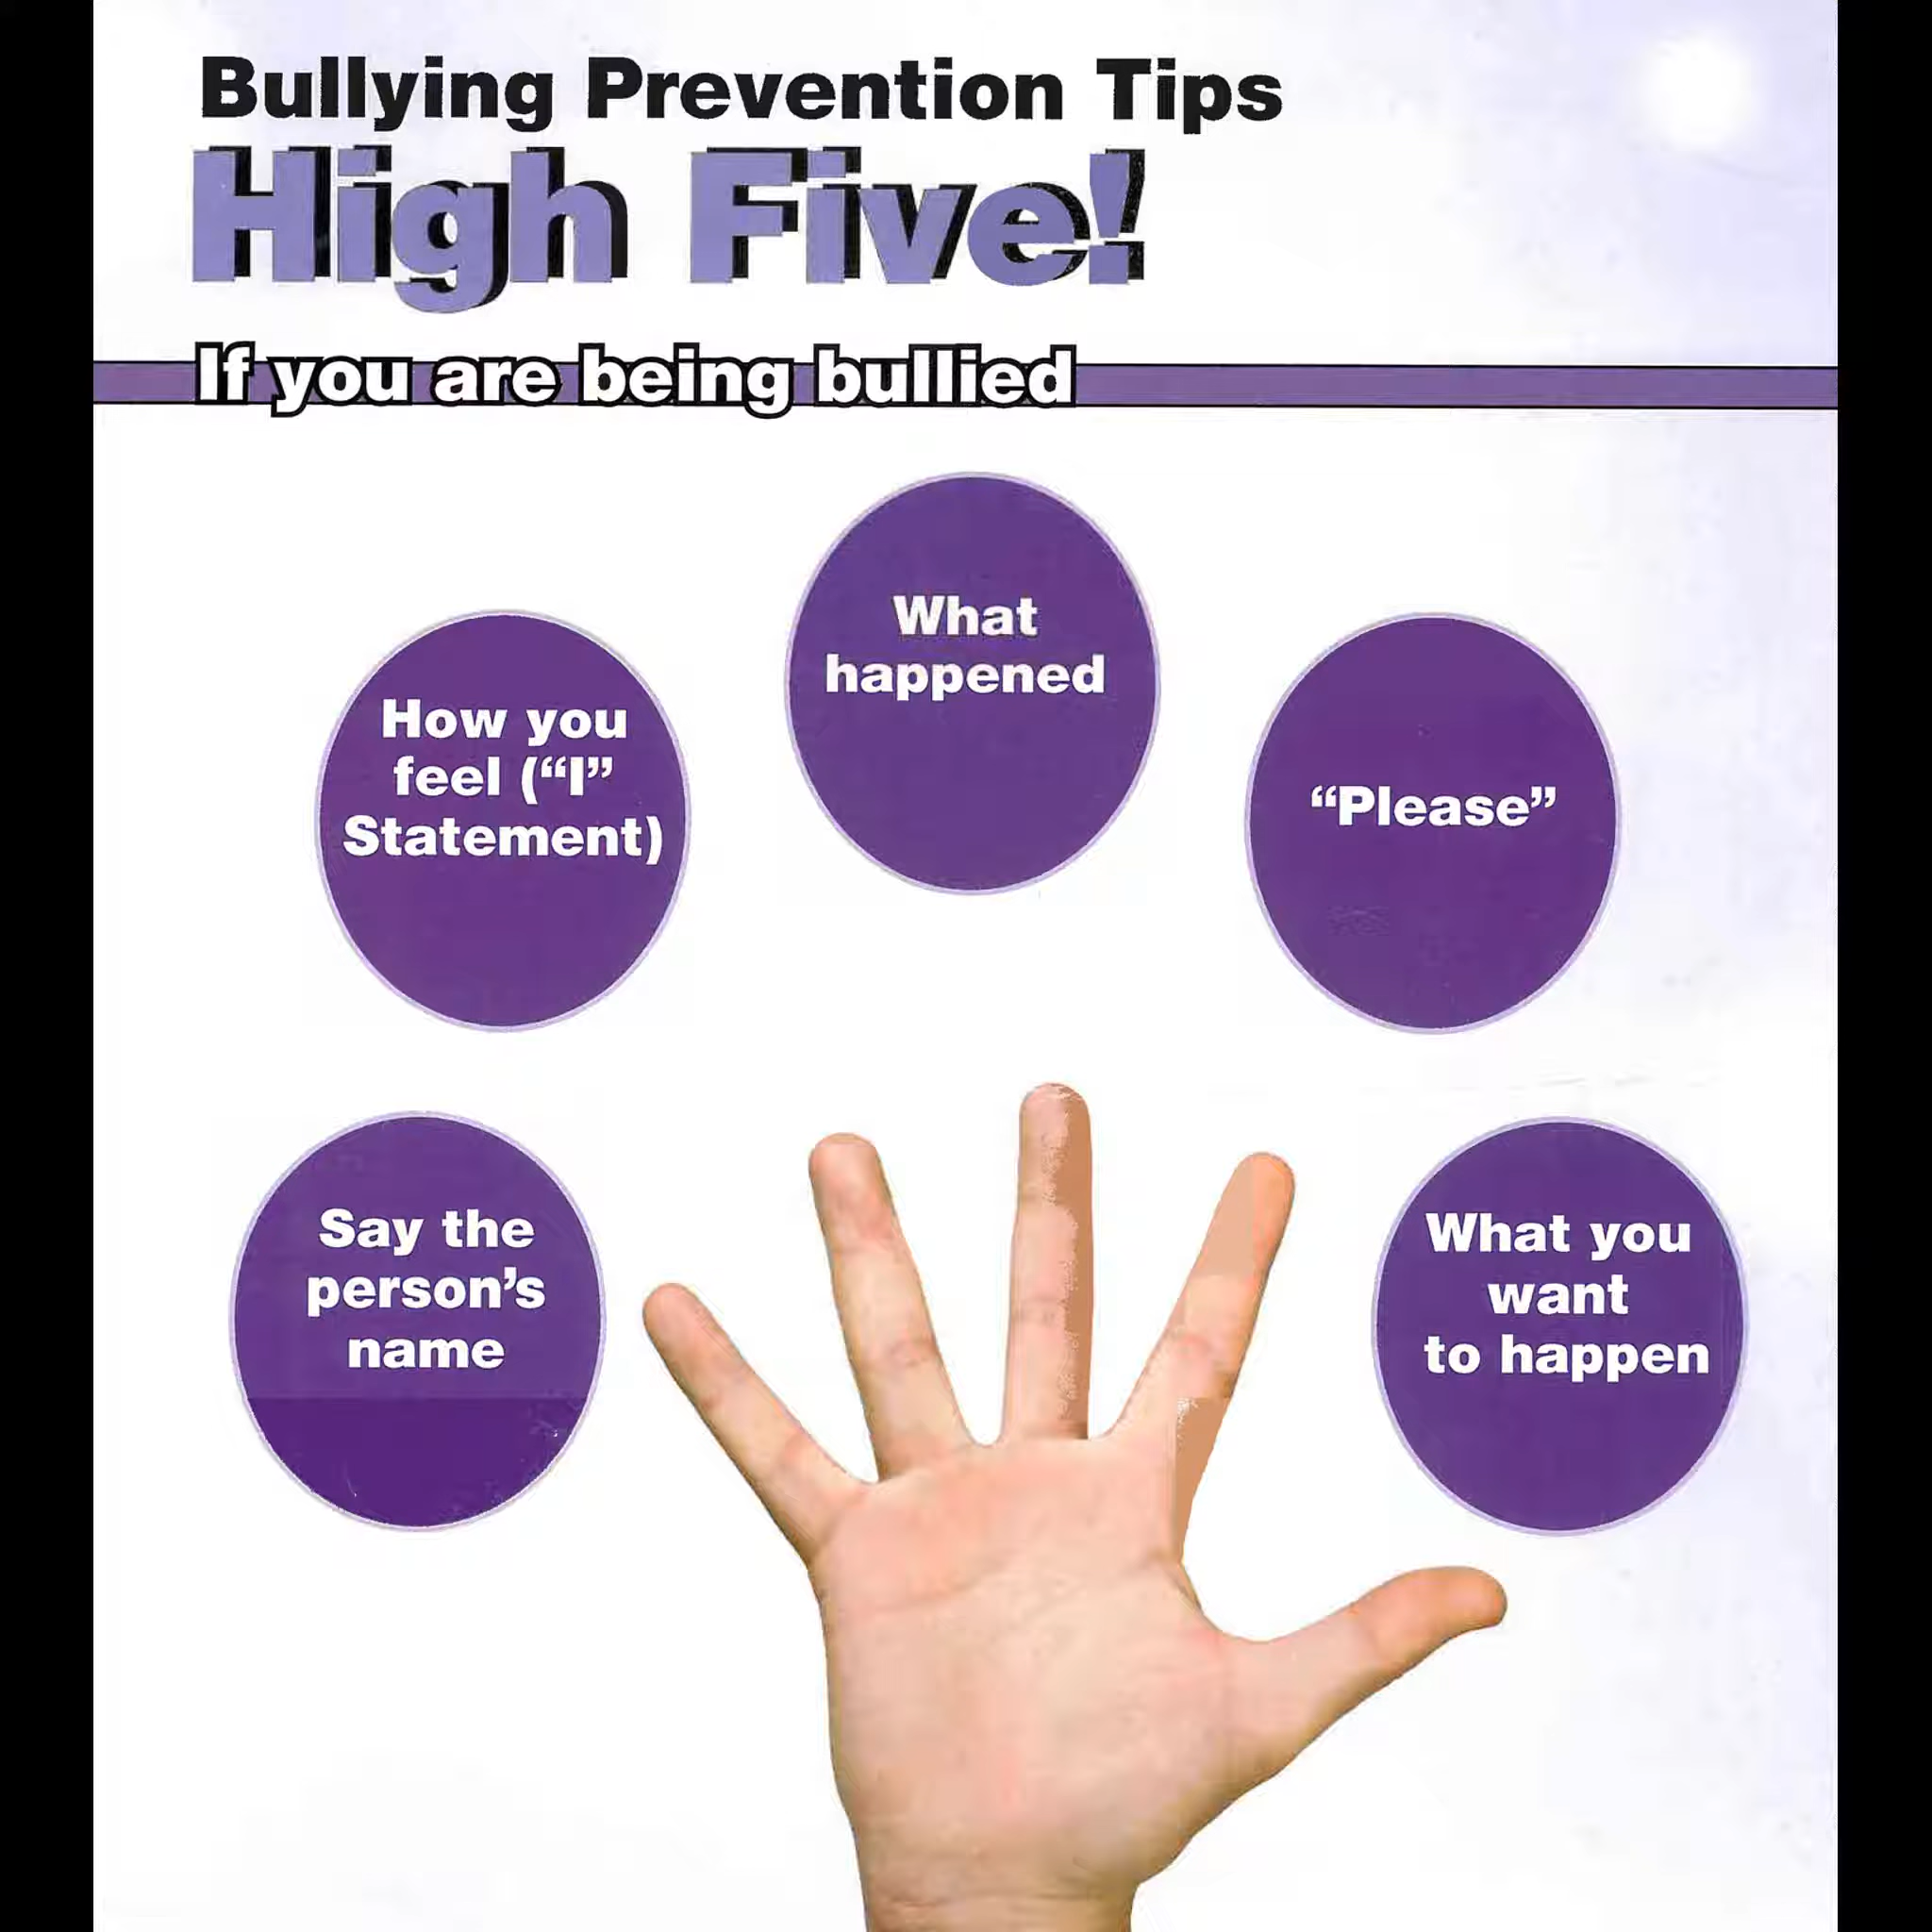 Bullying Prevention Tips
High Five!
If you are being bullied
What
happened
How you
feel (“I”
Statement)
“Please”
Say the
person’s
name
What you
want
to happen